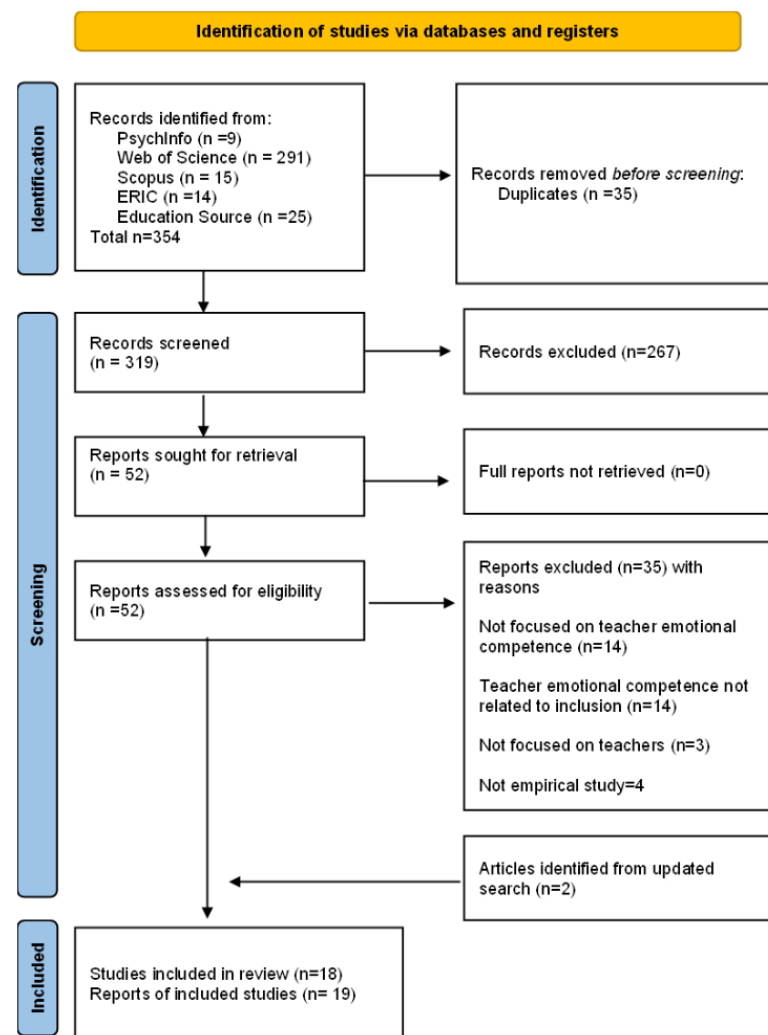 Identification of studies via databases and registers
Identification
Records identified from:
PsychInfo (n =9)
Web of Science (n = 291)
Scopus (n = 15)
ERIC (n =14)
Education Source (n =25)
Total n=354
Records removed before screening:
Duplicates (n =35)
Screening
Records screened
(n = 319)
Records excluded (n=267)
Reports sought for retrieval
(n = 52)
Full reports not retrieved (n=0)
Reports assessed for eligibility
(n =52)
Reports excluded (n=35) with
reasons
Not focused on teacher emotional
competence (n=14)
Teacher emotional competence not
related to inclusion (n=14)
Not focused on teachers (n=3)
Not empirical study=4
Articles identified from updated
search (n=2)
Included
Studies included in review (n=18)
Reports of included studies (n= 19)